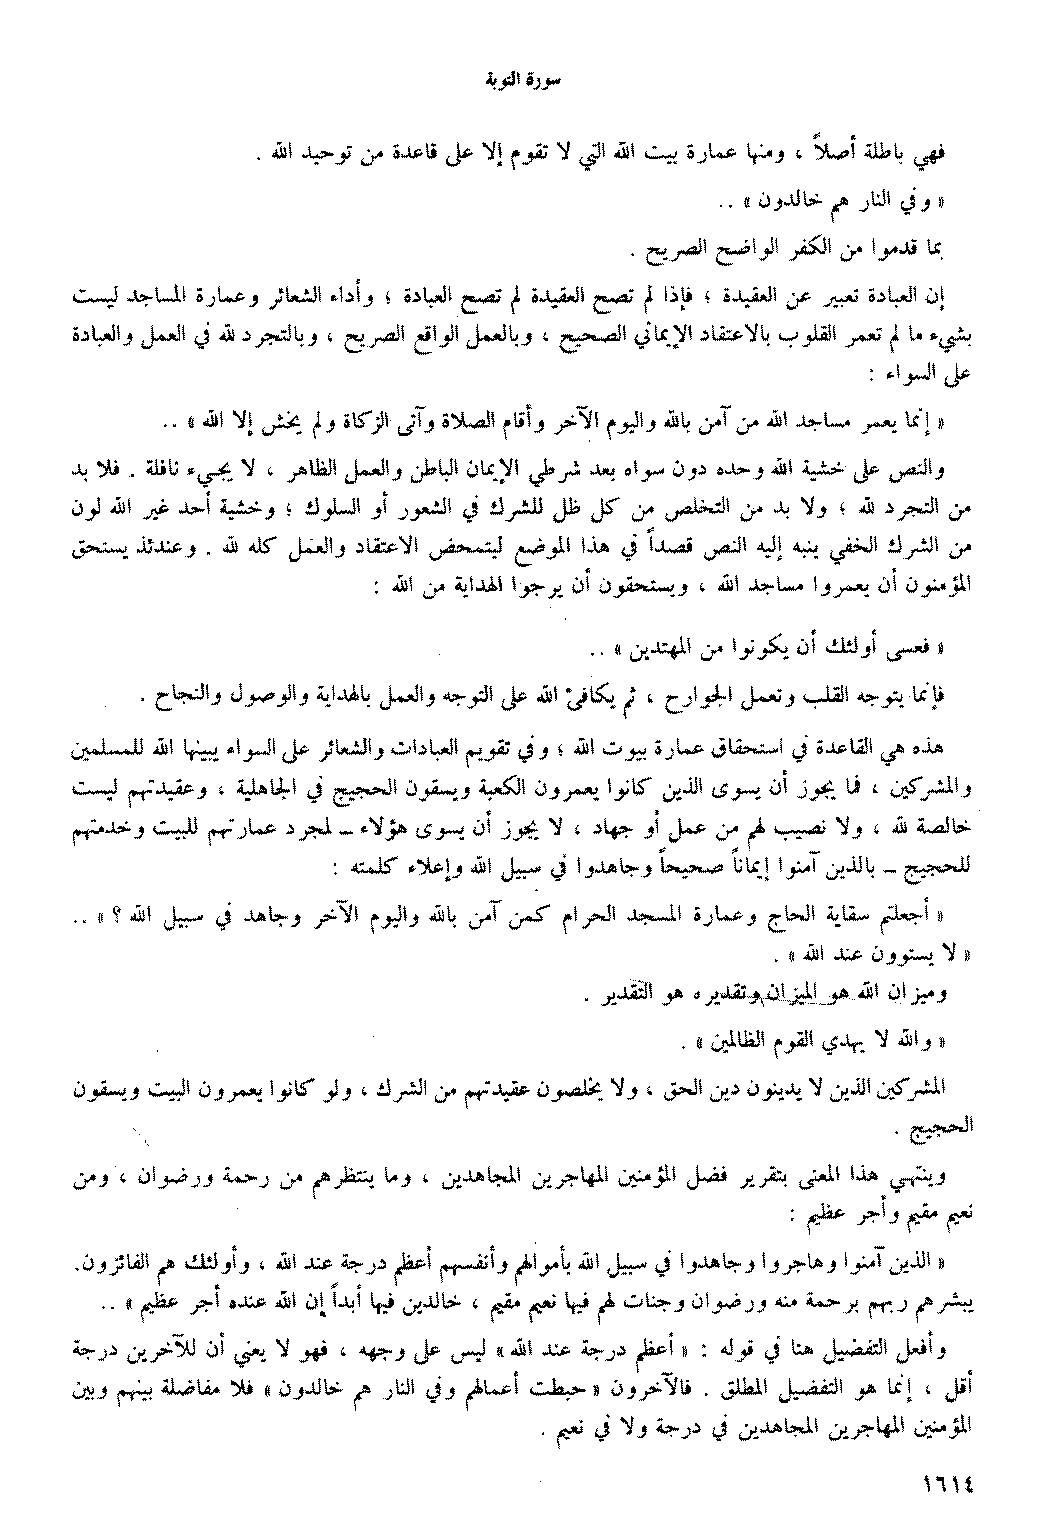 سورة التوبة
فهي باطلة أصلاً ، ومنها عمارة بيت الله التي لا تقوم إلا على قاعدة من توحيد الله .
« وفي النار هم خالدون » ..
بما قدموا من الكفر الواضح الصريح .
إن العبادة تعبير عن العقيدة ؛ فإذا لم تصح العقيدة لم تصح العبادة ؛ وأداء الشعائر وعمارة المساجد ليست
بشيء ما لم تعمر القلوب بالاعتقاد الإيماني الصحيح ، وبالعمل الواقع الصريح ، وبالتجرد لله في العمل والعبادة
على السواء :
« إنما يعمر مساجد الله من آمن بالله واليوم الآخر وأقام الصلاة وآتى الزكاة ولم يخش إلا الله » ..
والنص على خشية الله وحده دون سواه بعد شرطي الإيمان الباطن والعمل الظاهر ، لا يجيء نافلة . فلا بد
من التجرد لله ؛ ولا بد من التخلص من كل ظل للشرك في الشعور أو السلوك ؛ وخشية أحد غير الله لون
من الشرك الخفي ينبه إليه النص قصداً في هذا الموضع ليتمحض الاعتقاد والعمل كله لله . وعندئذ يستحق
المؤمنون أن يعمروا مساجد الله ، ويستحقون أن يرجوا الهداية من الله :
« فعسى أولئك أن يكونوا من المهتدين » ..
فإنما يتوجه القلب وتعمل الجوارح ، ثم يكافئ الله على التوجه والعمل بالهداية والوصول والنجاح .
هذه هي القاعدة في استحقاق عمارة بيوت الله ؛ وفي تقويم العبادات والشعائر على السواء يبينها الله للمسلمين
والمشركين ، فما يجوز أن يسوى الذين كانوا يعمرون الكعبة ويسقون الحجيج في الجاهلية ، وعقيدتهم ليست
خالصة لله ، ولا نصيب لهم من عمل أو جهاد ، لا يجوز أن يسوى هؤلاء – لمجرد عمارتهم للبيت وخدمتهم
للحجيج – بالذين آمنوا إيماناً صحيحاً وجاهدوا في سبيل الله وإعلاء كلمته :
« أجعلتم سقاية الحاج وعمارة المسجد الحرام كمن آمن بالله واليوم الآخر وجاهد في سبيل الله ؟ » ..
« لا يستوون عند الله » .
وميزان الله هو الميزان وتقديره هو التقدير .
« والله لا يهدي القوم الظالمين » .
المشركين الذين لا يدينون دين الحق ، ولا يخلصون عقيدتهم من الشرك ، ولو كانوا يعمرون البيت ويسقون
الحجيج .
وينتهي هذا المعنى بتقرير فضل المؤمنين المهاجرين المجاهدين ، وما ينتظرهم من رحمة ورضوان ، ومن
نعيم مقيم وأجر عظيم :
« الذين آمنوا وهاجروا وجاهدوا في سبيل الله بأموالهم وأنفسهم أعظم درجة عند الله ، وأولئك هم الفائزون.
يبشرهم ربهم برحمة منه ورضوان وجنات لهم فيها نعيم مقيم ، خالدين فيها أبداً إن الله عنده أجر عظيم » ..
وأفعل التفضيل هنا في قوله : « أعظم درجة عند الله » ليس على وجهه ، فهو لا يعني أن للآخرين درجة
أقل ، إنما هو التفضيل المطلق . فالآخرون « حبطت أعمالهم وفي النار هم خالدون » فلا مفاضلة بينهم وبين
المؤمنين المهاجرين المجاهدين في درجة ولا في نعيم .
١٦١٤